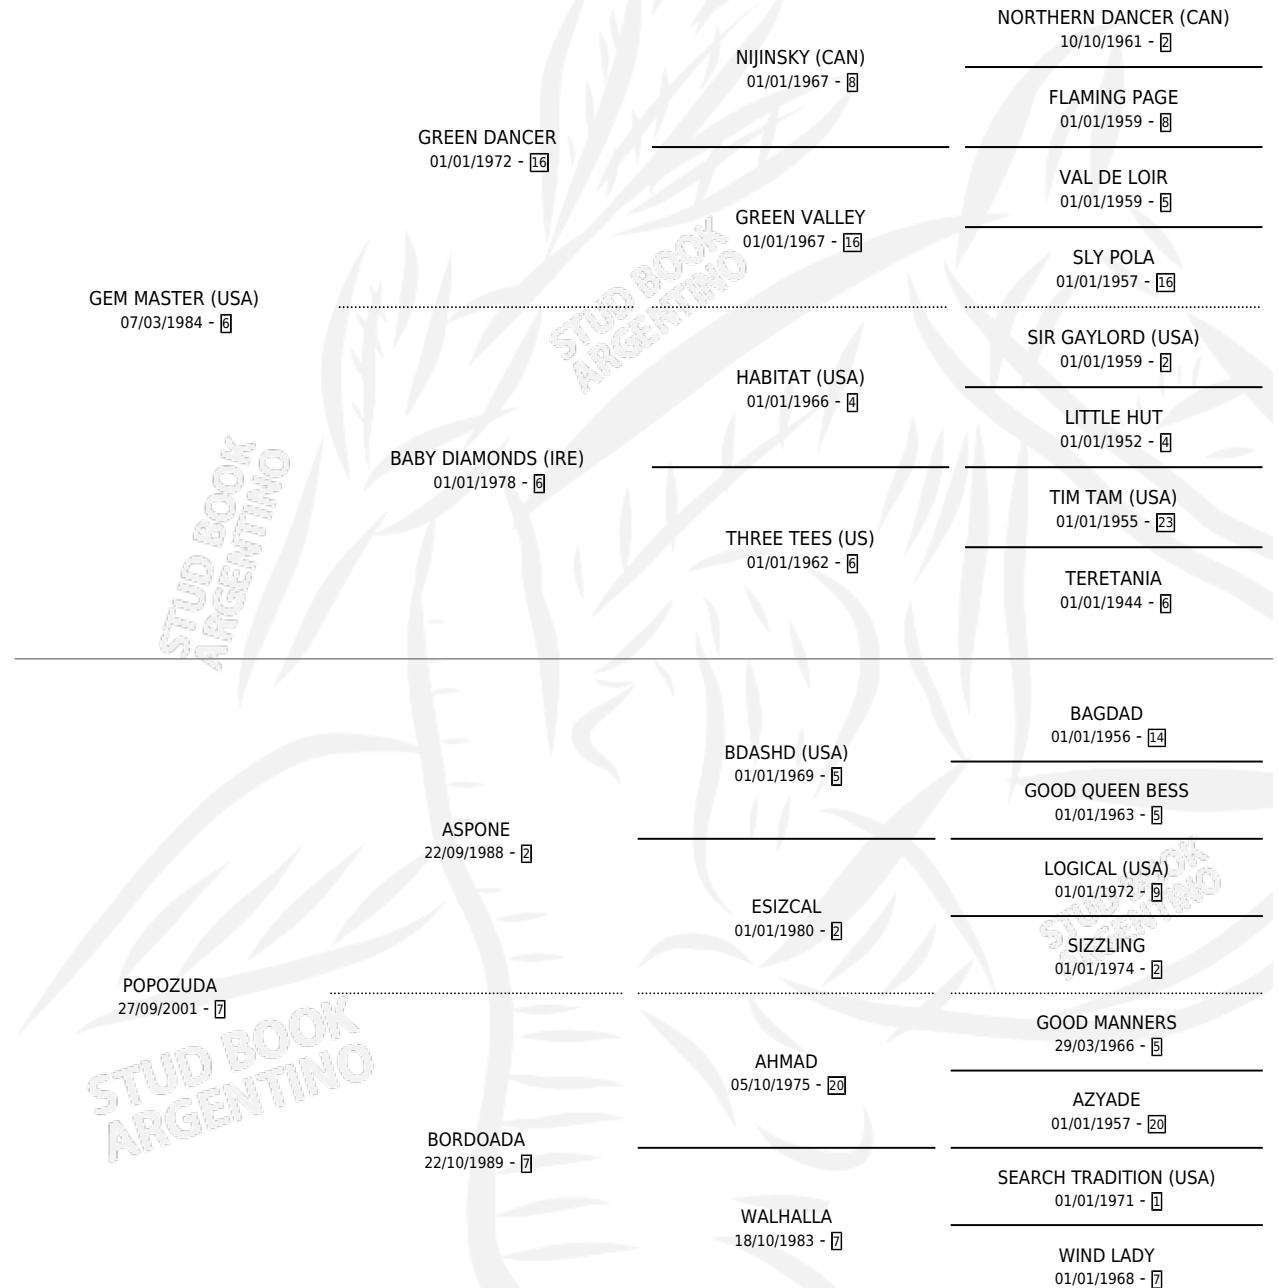 NORTHERN DANCER (CAN)
10/10/1961 - 2
NIJINSKY (CAN)
01/01/1967 - 8
FLAMING PAGE
01/01/1959 - 8
GREEN DANCER
01/01/1972 - 16
VAL DE LOIR
01/01/1959 - 5
GREEN VALLEY
01/01/1967 - 16
SLY POLA
01/01/1957 - 16
GEM MASTER (USA)
07/03/1984 - 6
STUD BOOK
ARGENTINO
SIR GAYLORD (USA)
01/01/1959 - 2
HABITAT (USA)
01/01/1966 - 4
LITTLE HUT
01/01/1952 - 4
BABY DIAMONDS (IRE)
01/01/1978 - 6
TIM TAM (USA)
01/01/1955 - 23
THREE TEES (US)
01/01/1962 - 6
TERETANIA
01/01/1944 - 6
STUD BOOK
ARGENTINO
BAGDAD
01/01/1956 - 14
BDASHD (USA)
01/01/1969 - 5
GOOD QUEEN BESS
01/01/1963 - 5
ASPONE
22/09/1988 - 2
LOGICAL (USA)
01/01/1972 - 9
ESIZCAL
01/01/1980 - 2
STUD BOOK
ARGENTINO
SIZZLING
01/01/1974 - 2
POPOZUDA
27/09/2001 - 7
GOOD MANNERS
29/03/1966 - 5
AHMAD
05/10/1975 - 20
STUD BOOK
ARGENTINO
AZYADE
01/01/1957 - 20
BORDOADA
22/10/1989 - 7
SEARCH TRADITION (USA)
01/01/1971 - 1
WALHALLA
18/10/1983 - 7
WIND LADY
01/01/1968 - 7